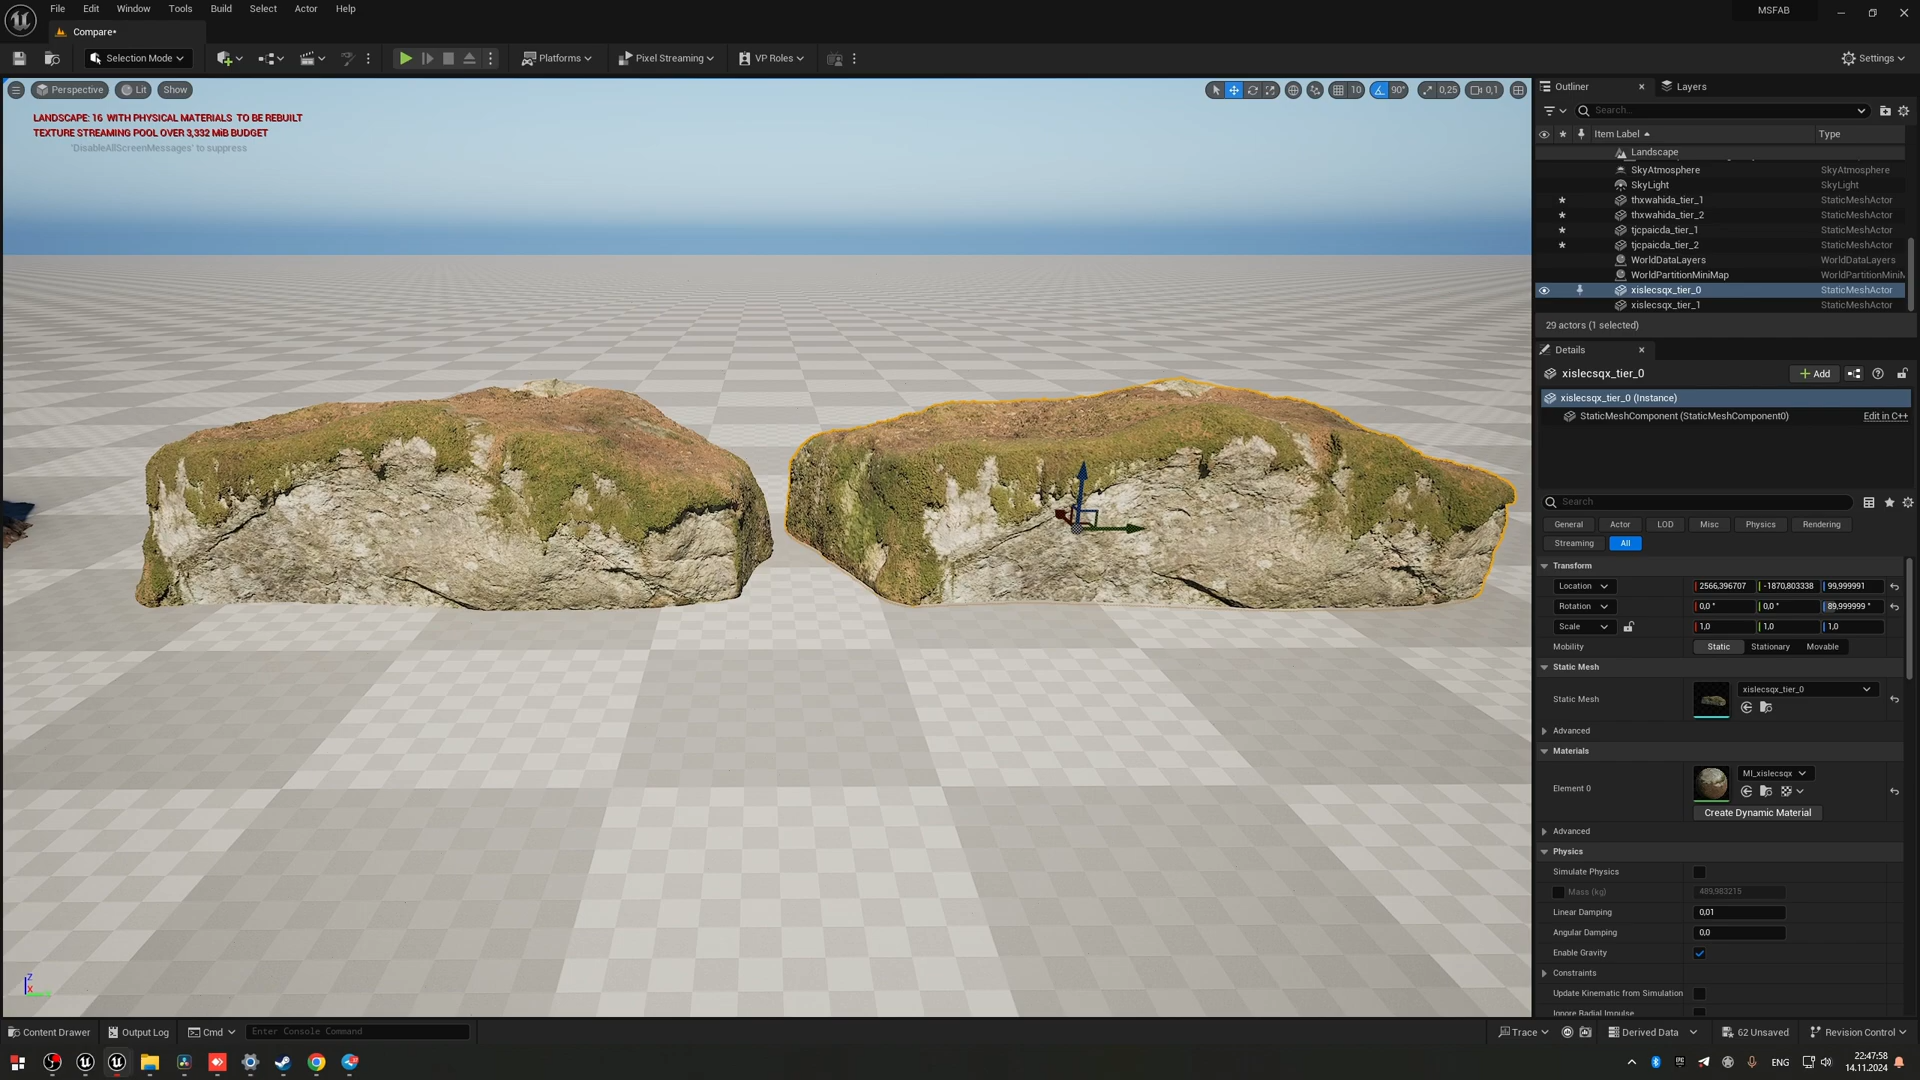 File Edit Window Tools Build Select Actor Help
MSFAB
Compare*
Selection Mode
Platforms
Pixel Streaming
VP Roles
Settings
Perspective
Lit
Show
10
90°
0,25
0,1
LANDSCAPE: 16 WITH PHYSICAL MATERIALS TO BE REBUILT
TEXTURE STREAMING POOL OVER 3,332 MiB BUDGET
'DisableAllScreenMessages' to suppress
Outliner
Layers
Search...
Item Label
Type
Landscape
SkyAtmosphere SkyAtmosphere
SkyLight SkyLight
thxwahida_tier_1 StaticMeshActor
thxwahida_tier_2 StaticMeshActor
tjcpaicda_tier_1 StaticMeshActor
tjcpaicda_tier_2 StaticMeshActor
WorldDataLayers WorldDataLayers
WorldPartitionMiniMap WorldPartitionMiniM
xislecsqx_tier_0 StaticMeshActor
xislecsqx_tier_1 StaticMeshActor
29 actors (1 selected)
Details
xislecsqx_tier_0
Add
xislecsqx_tier_0 (Instance)
StaticMeshComponent (StaticMeshComponent0) Edit in C++
Search
General Actor LOD Misc Physics Rendering
Streaming All
Transform
Location 2566,396707 -1870,803338 99,999991
Rotation 0,0 ° 0,0 ° 89,999999 °
Scale 1,0 1,0 1,0
Mobility Static Stationary Movable
Static Mesh
Static Mesh xislecsqx_tier_0
Advanced
Materials
Element 0 MI_xislecsqx
Create Dynamic Material
Advanced
Physics
Simulate Physics
Mass (kg) 489,983215
Linear Damping 0,01
Angular Damping 0,0
Enable Gravity
Constraints
Update Kinematic from Simulation
Ignore Radial Impulse
Z
X
Content Drawer
Output Log
Cmd
Enter Console Command
Trace
Derived Data
62 Unsaved
Revision Control
ENG
22:47:58
14.11.2024